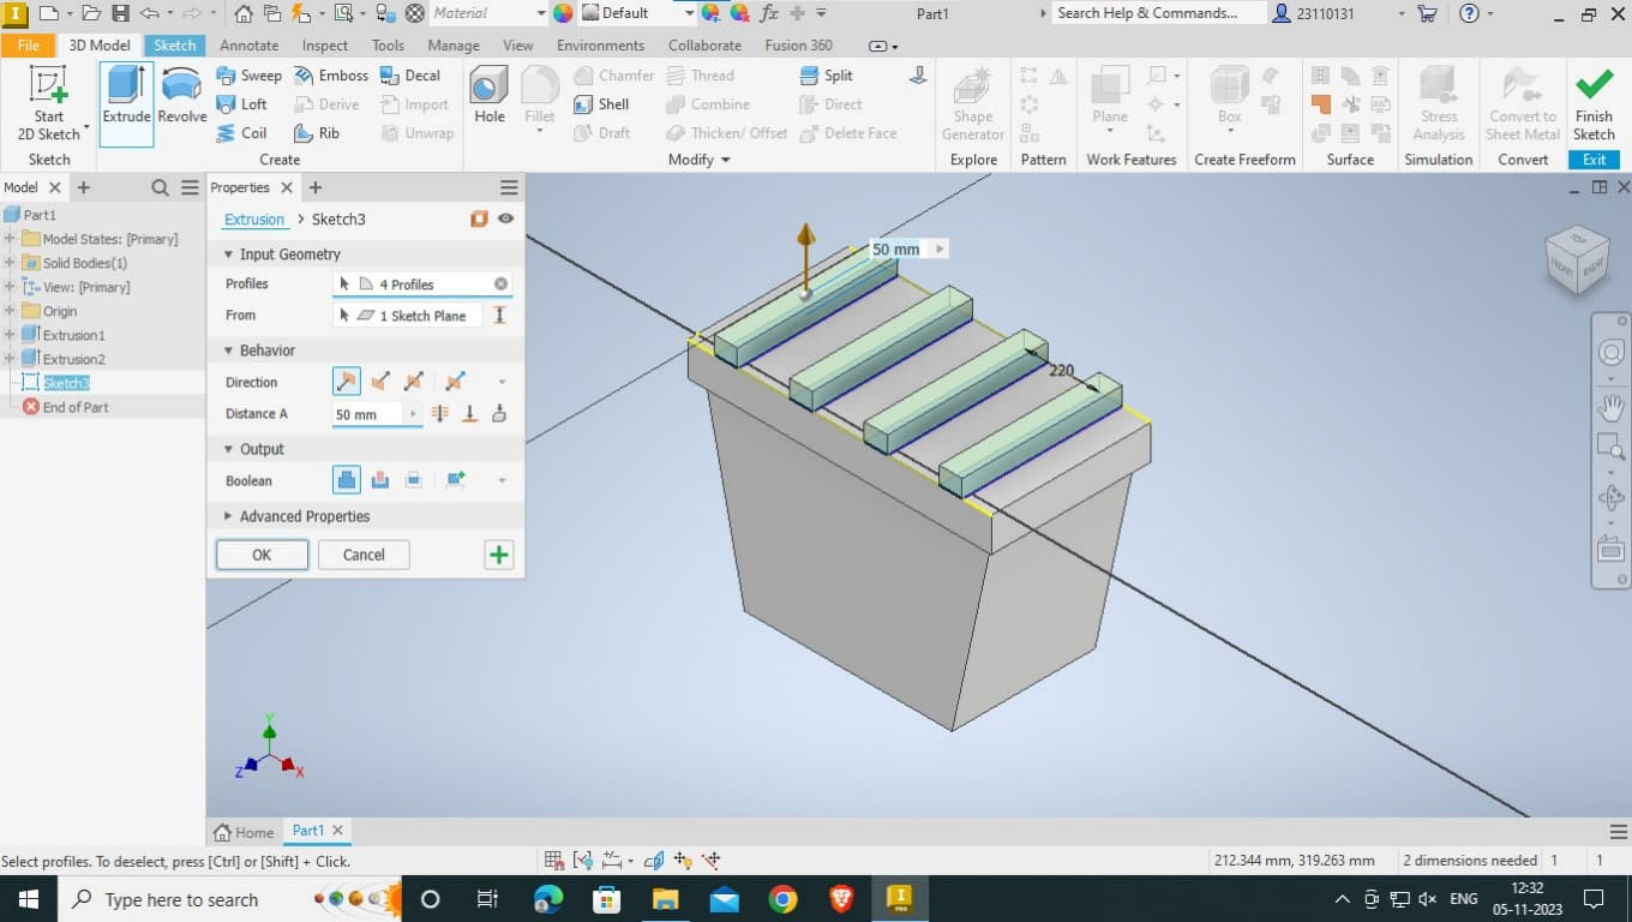 Material
Default
Part1
Search Help & Commands...
23110131
File
3D Model
Sketch
Annotate
Inspect
Tools
Manage
View
Environments
Collaborate
Fusion 360
Start
2D Sketch
Sketch
Extrude
Revolve
Sweep
Loft
Coil
Emboss
Derive
Rib
Decal
Import
Unwrap
Create
Hole
Fillet
Chamfer
Shell
Draft
Thread
Combine
Thicken/ Offset
Split
Direct
Delete Face
Modify
Shape
Generator
Explore
Pattern
Plane
Work Features
Box
Create Freeform
Surface
Stress
Analysis
Simulation
Convert to
Sheet Metal
Convert
Finish
Sketch
Exit
Model
Part1
Model States: [Primary]
Solid Bodies(1)
View: [Primary]
Origin
Extrusion1
Extrusion2
Sketch3
End of Part
Properties
Extrusion > Sketch3
Input Geometry
Profiles
4 Profiles
From
1 Sketch Plane
Behavior
Direction
Distance A
50 mm
Output
Boolean
Advanced Properties
OK
Cancel
50 mm
220
FRONT
RIGHT
Y
Z
X
Home
Part1
Select profiles. To deselect, press [Ctrl] or [Shift] + Click.
212.344 mm, 319.263 mm
2 dimensions needed
1
1
Type here to search
ENG
12:32
05-11-2023